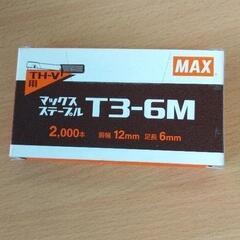 MAX
TH-V
用
マックス
ステープル
T3-6M
2,000本 肩幅 12mm 足長 6mm